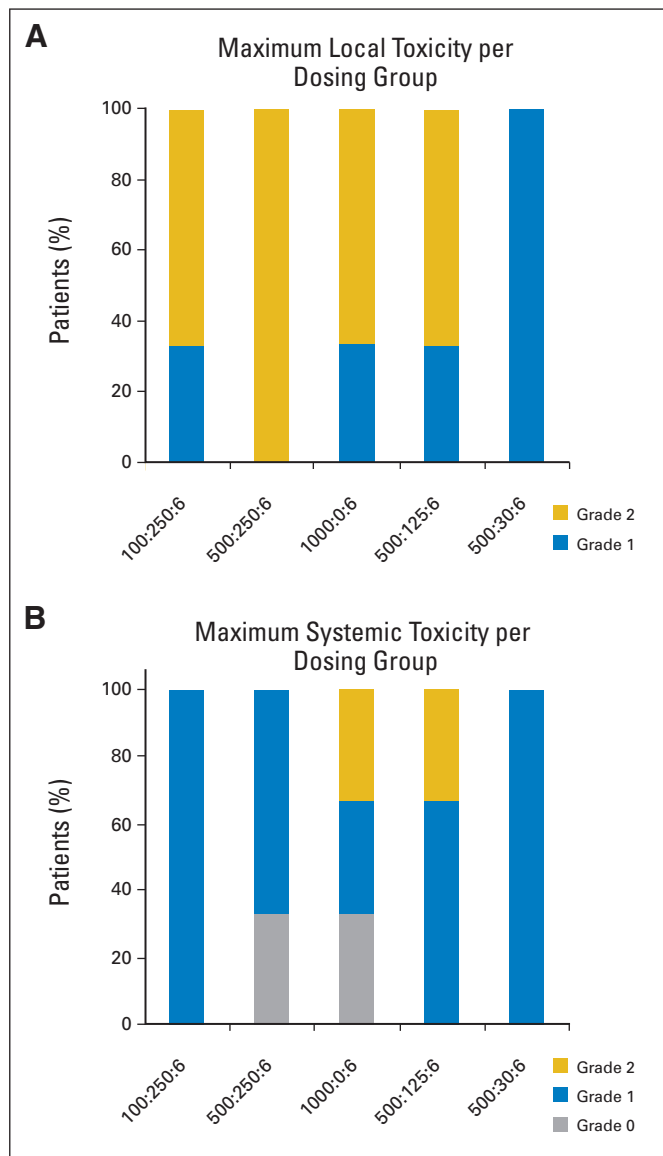 A
Maximum Local Toxicity per
Dosing Group
Patients (%)
100
80
60
40
20
0
100:250:6
500:250:6
1000:0:6
500:125:6
500:30:6
Grade 2
Grade 1
B
Maximum Systemic Toxicity per
Dosing Group
Patients (%)
100
80
60
40
20
0
100:250:6
500:250:6
1000:0:6
500:125:6
500:30:6
Grade 2
Grade 1
Grade 0